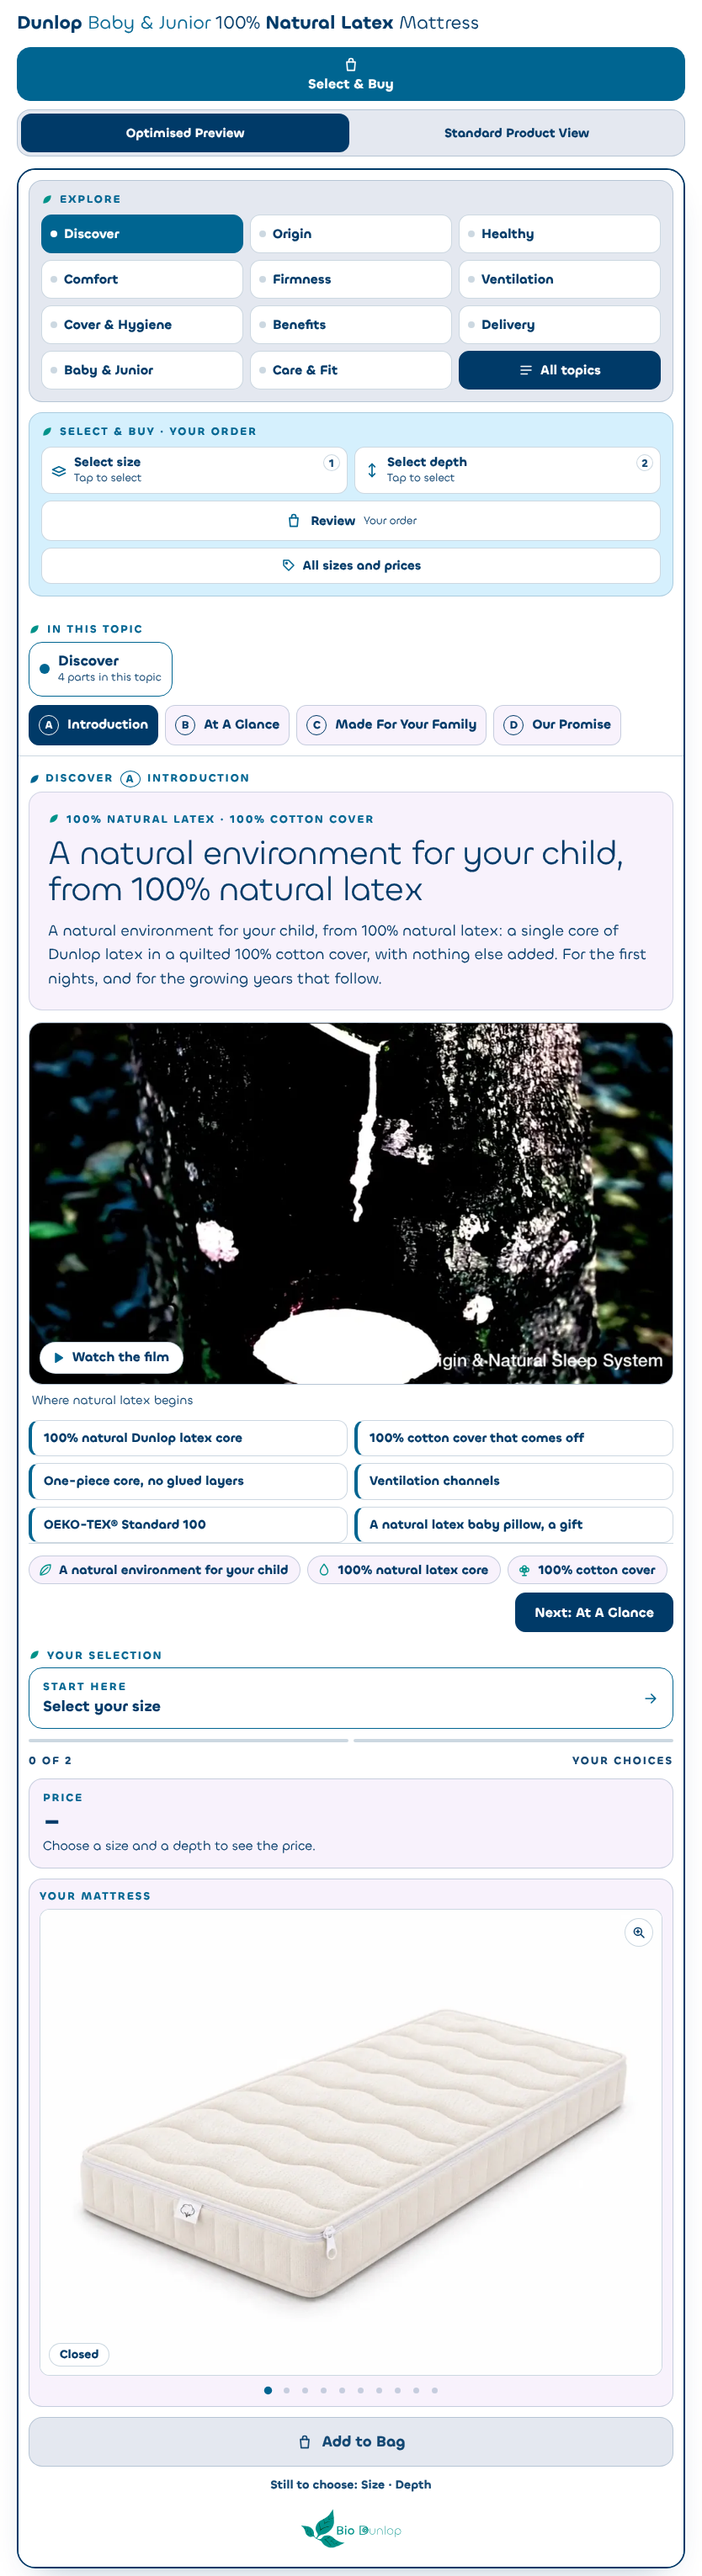 Dunlop Baby & Junior 100% Natural Latex Mattress
Select & Buy
Optimised Preview
Standard Product View
EXPLORE
Discover
Origin
Healthy
Comfort
Firmness
Ventilation
Cover & Hygiene
Benefits
Delivery
Baby & Junior
Care & Fit
All topics
SELECT & BUY · YOUR ORDER
Select size
Tap to select
1
Select depth
Tap to select
2
Review Your order
All sizes and prices
IN THIS TOPIC
Discover
4 parts in this topic
A Introduction
B At A Glance
C Made For Your Family
D Our Promise
DISCOVER A INTRODUCTION
100% NATURAL LATEX · 100% COTTON COVER
A natural environment for your child,
from 100% natural latex
A natural environment for your child, from 100% natural latex: a single core of
Dunlop latex in a quilted 100% cotton cover, with nothing else added. For the first
nights, and for the growing years that follow.
Watch the film
& Natural Sleep System
Where natural latex begins
100% natural Dunlop latex core
100% cotton cover that comes off
One-piece core, no glued layers
Ventilation channels
OEKO-TEX® Standard 100
A natural latex baby pillow, a gift
A natural environment for your child
100% natural latex core
100% cotton cover
Next: At A Glance
YOUR SELECTION
START HERE
Select your size
0 OF 2
YOUR CHOICES
PRICE
–
Choose a size and a depth to see the price.
YOUR MATTRESS
Closed
Add to Bag
Still to choose: Size · Depth
Bio Dunlop